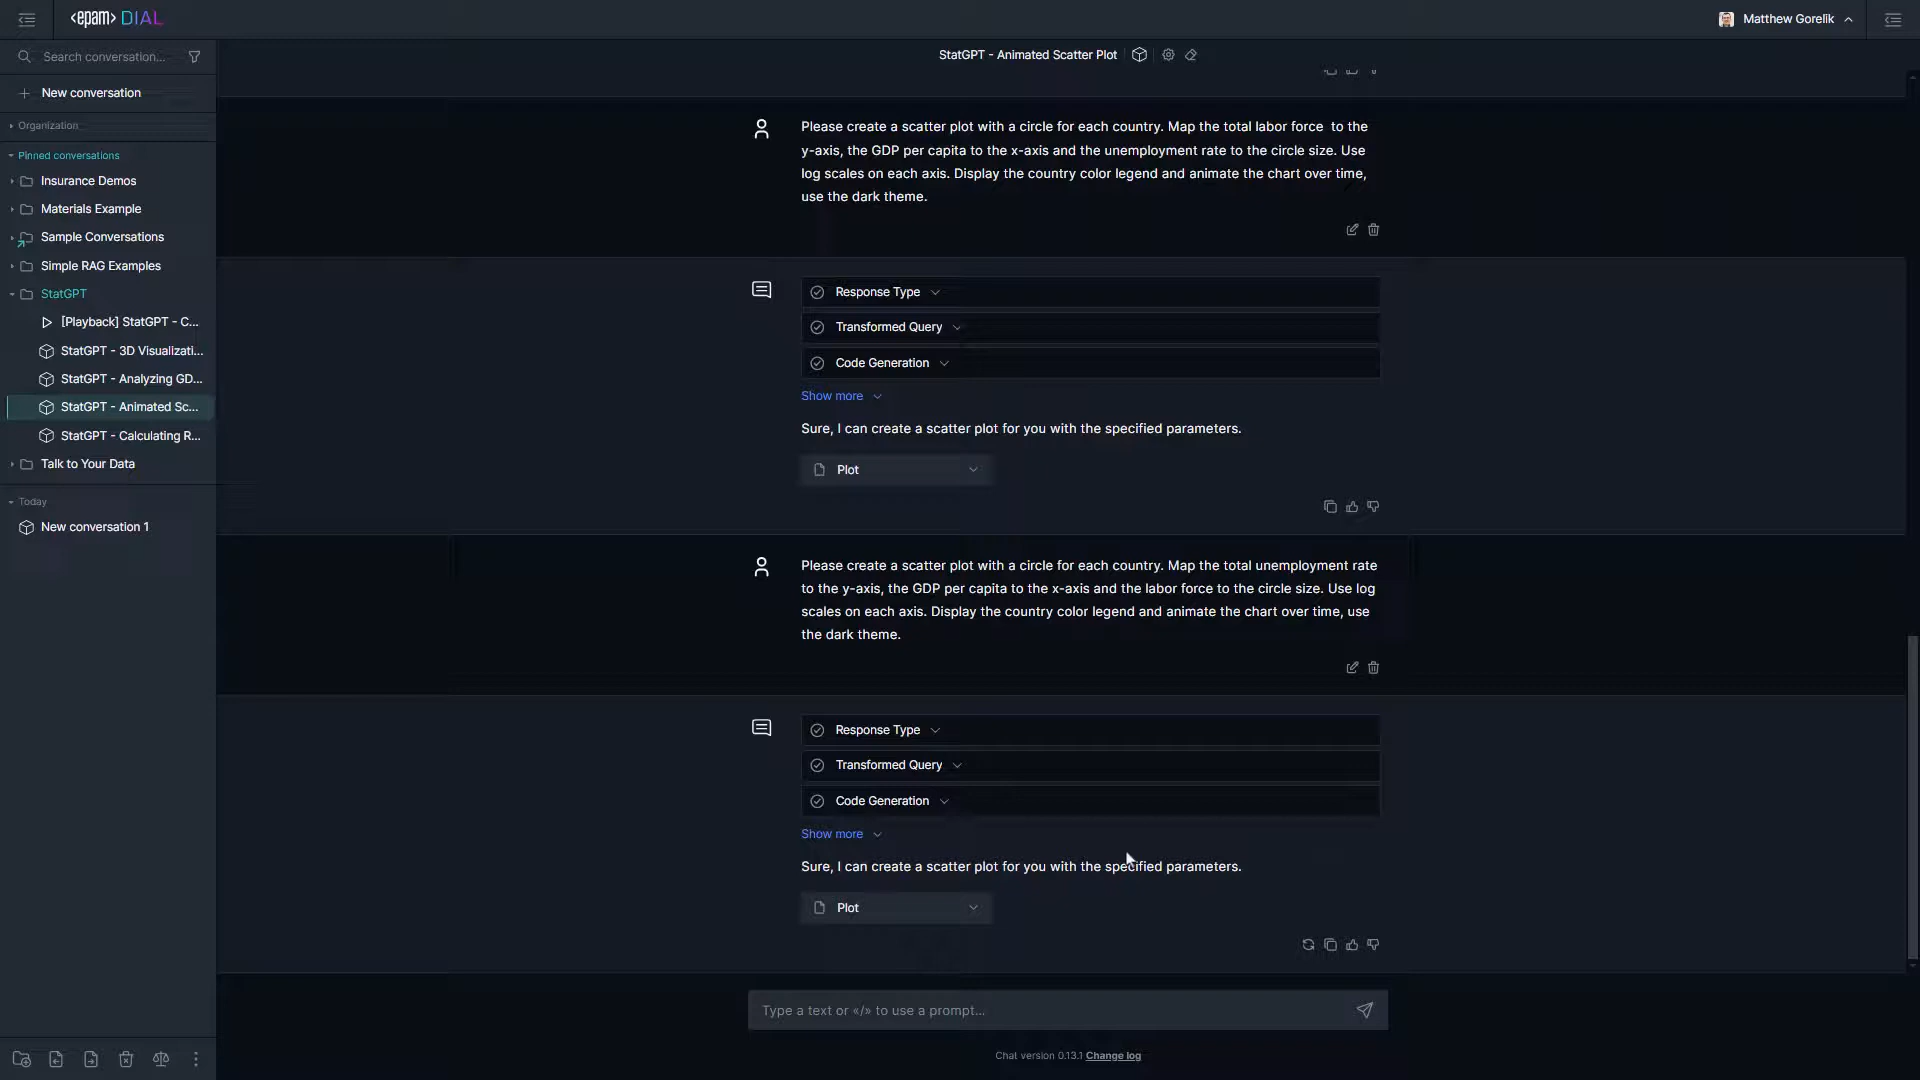 <epam> DIAL
Matthew Gorelik
Search conversation...
StatGPT - Animated Scatter Plot
New conversation
Organization
Pinned conversations
Insurance Demos
Materials Example
Sample Conversations
Simple RAG Examples
StatGPT
[Playback] StatGPT - C...
StatGPT - 3D Visualizati...
StatGPT - Analyzing GD...
StatGPT - Animated Sc...
StatGPT - Calculating R...
Talk to Your Data
Today
New conversation 1
Please create a scatter plot with a circle for each country. Map the total labor force to the
y-axis, the GDP per capita to the x-axis and the unemployment rate to the circle size. Use
log scales on each axis. Display the country color legend and animate the chart over time,
use the dark theme.
Response Type
Transformed Query
Code Generation
Show more
Sure, I can create a scatter plot for you with the specified parameters.
Plot
Please create a scatter plot with a circle for each country. Map the total unemployment rate
to the y-axis, the GDP per capita to the x-axis and the labor force to the circle size. Use log
scales on each axis. Display the country color legend and animate the chart over time, use
the dark theme.
Response Type
Transformed Query
Code Generation
Show more
Sure, I can create a scatter plot for you with the specified parameters.
Plot
Type a text or «/» to use a prompt...
Chat version 0.13.1 Change log